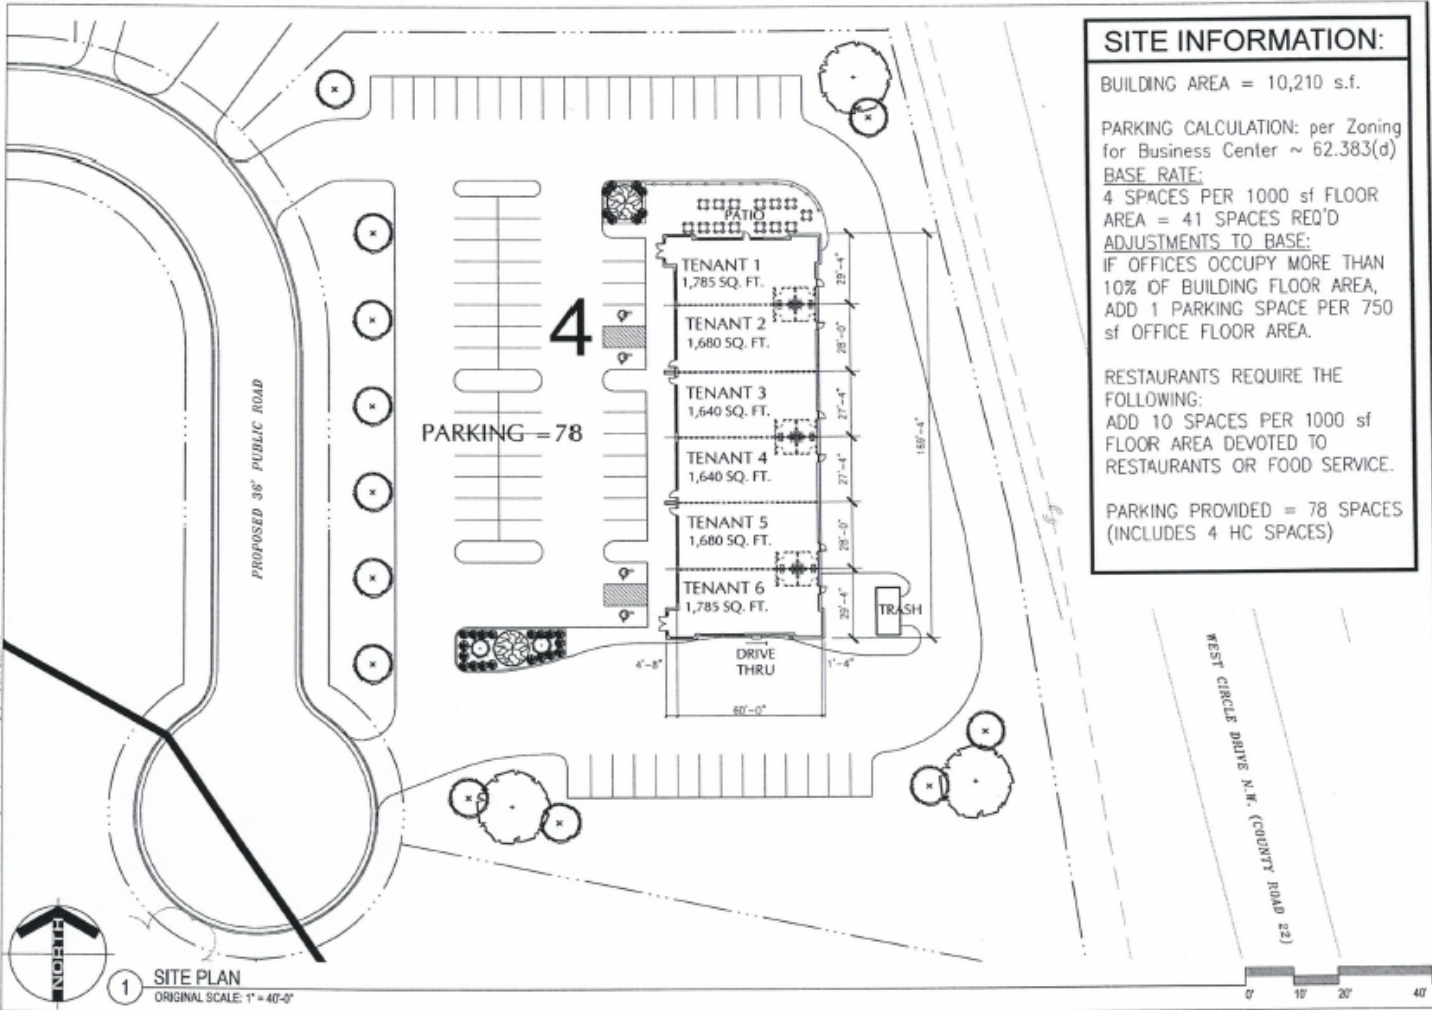 SITE INFORMATION:
BUILDING AREA = 10,210 s.f.
PARKING CALCULATION: per Zoning
for Business Center ~ 62.383(d)
BASE RATE:
4 SPACES PER 1000 sf FLOOR
AREA = 41 SPACES REQ'D
ADJUSTMENTS TO BASE:
IF OFFICES OCCUPY MORE THAN
10% OF BUILDING FLOOR AREA,
ADD 1 PARKING SPACE PER 750
sf OFFICE FLOOR AREA.
RESTAURANTS REQUIRE THE
FOLLOWING:
ADD 10 SPACES PER 1000 sf
FLOOR AREA DEVOTED TO
RESTAURANTS OR FOOD SERVICE.
PARKING PROVIDED = 78 SPACES
(INCLUDES 4 HC SPACES)
PATIO
TENANT 1
1,785 SQ. FT.
TENANT 2
1,680 SQ. FT.
TENANT 3
1,640 SQ. FT.
TENANT 4
1,640 SQ. FT.
TENANT 5
1,680 SQ. FT.
TENANT 6
1,785 SQ. FT.
29'-4"
28'-0"
27'-4"
27'-4"
28'-0"
29'-4"
169'-4"
4
PARKING = 78
PROPOSED 36' PUBLIC ROAD
TRASH
DRIVE
THRU
4'-8"
1'-4"
60'-0"
WEST CIRCLE DRIVE N.W. (COUNTY ROAD 22)
NORTH
1
SITE PLAN
ORIGINAL SCALE: 1" = 40'-0"
0' 10' 20' 40'